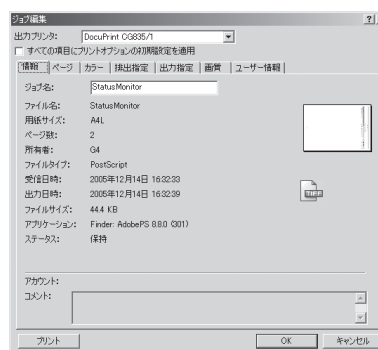 ジョブ編集 ?
出力プリンタ: DocuPrint CG835/1
すべての項目にプリントオプションの初期設定を適用
情報 ページ カラー 排出指定 出力指定 画質 ユーザー情報
ジョブ名: StatusMonitor
ファイル名: StatusMonitor
用紙サイズ: A4L
ページ数: 2
所有者: G4
ファイルタイプ: PostScript
受信日時: 2005年12月14日 16:32:33
出力日時: 2005年12月14日 16:32:39
ファイルサイズ: 44.4 KB
アプリケーション: Finder: AdobePS 8.8.0 (301)
ステータス: 保持
アカウント:
コメント:
プリント OK キャンセル